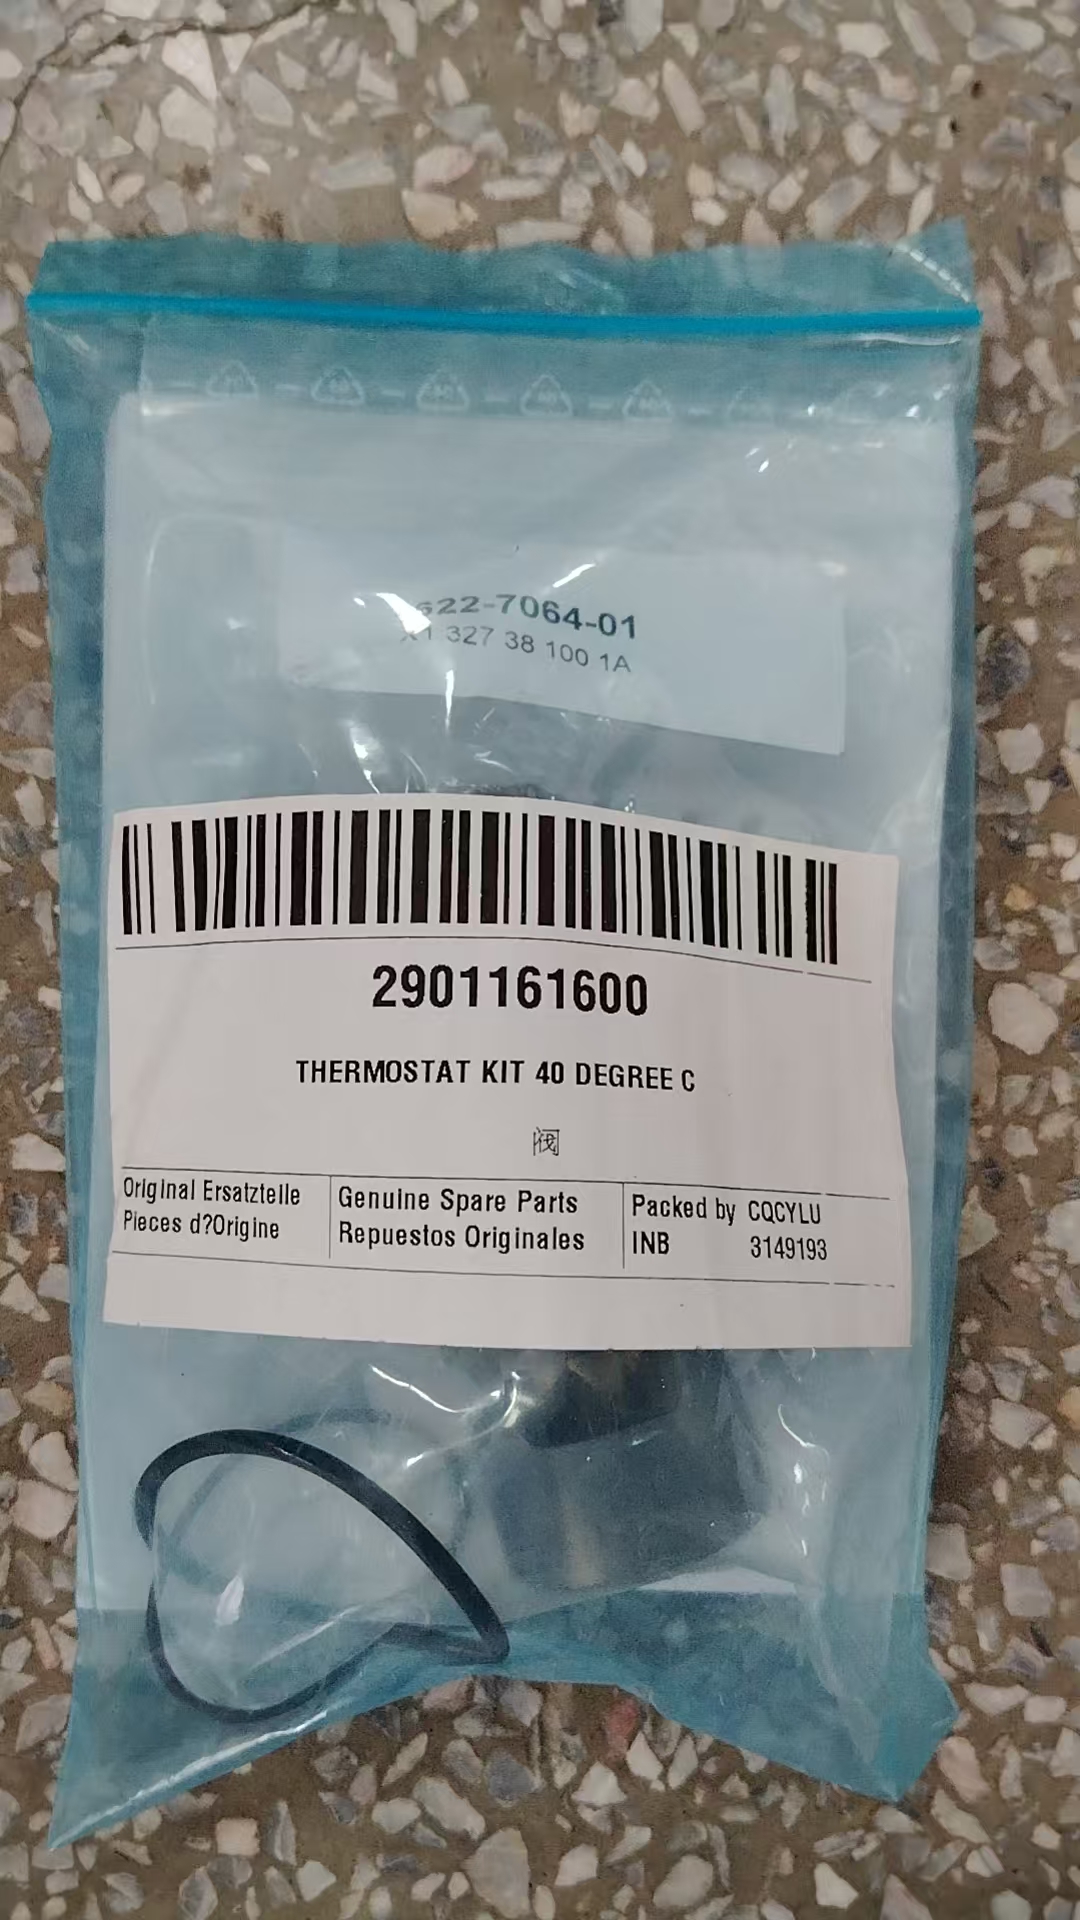 622-7064-01
X1 327 38 100 1A
2901161600
THERMOSTAT KIT 40 DEGREE C
阀
Original Ersatzteile
Pieces d?Origine
Genuine Spare Parts
Repuestos Originales
Packed by CQCYLU
INB 3149193